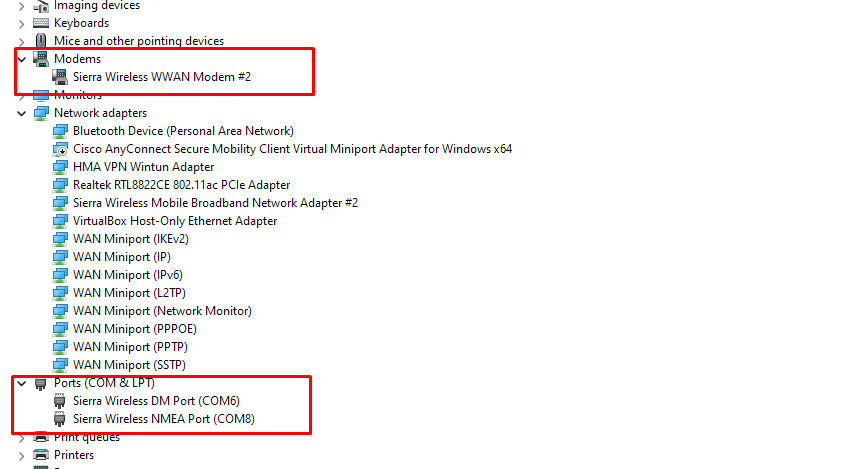 Imaging devices
Keyboards
Mice and other pointing devices
Modems
Sierra Wireless WWAN Modem #2
Monitors
Network adapters
Bluetooth Device (Personal Area Network)
Cisco AnyConnect Secure Mobility Client Virtual Miniport Adapter for Windows x64
HMA VPN Wintun Adapter
Realtek RTL8822CE 802.11ac PCIe Adapter
Sierra Wireless Mobile Broadband Network Adapter #2
VirtualBox Host-Only Ethernet Adapter
WAN Miniport (IKEv2)
WAN Miniport (IP)
WAN Miniport (IPv6)
WAN Miniport (L2TP)
WAN Miniport (Network Monitor)
WAN Miniport (PPPOE)
WAN Miniport (PPTP)
WAN Miniport (SSTP)
Ports (COM & LPT)
Sierra Wireless DM Port (COM6)
Sierra Wireless NMEA Port (COM8)
Print queues
Printers